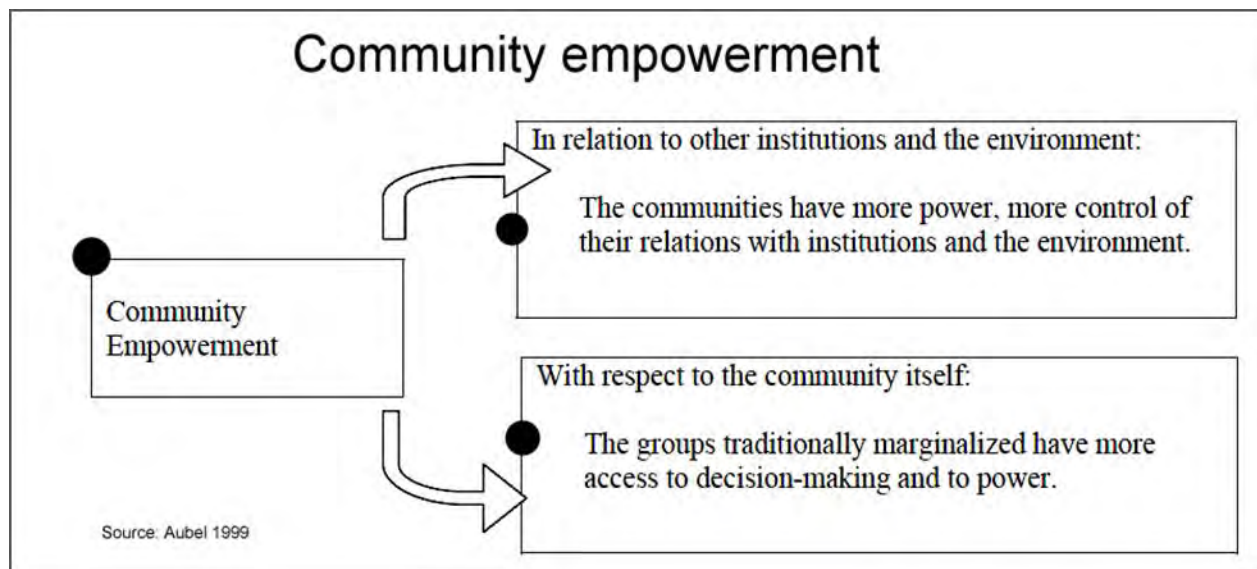 Community empowerment
In relation to other institutions and the environment:
The communities have more power, more control of
their relations with institutions and the environment.
Community
Empowerment
With respect to the community itself:
The groups traditionally marginalized have more
access to decision-making and to power.
Source: Aubel 1999